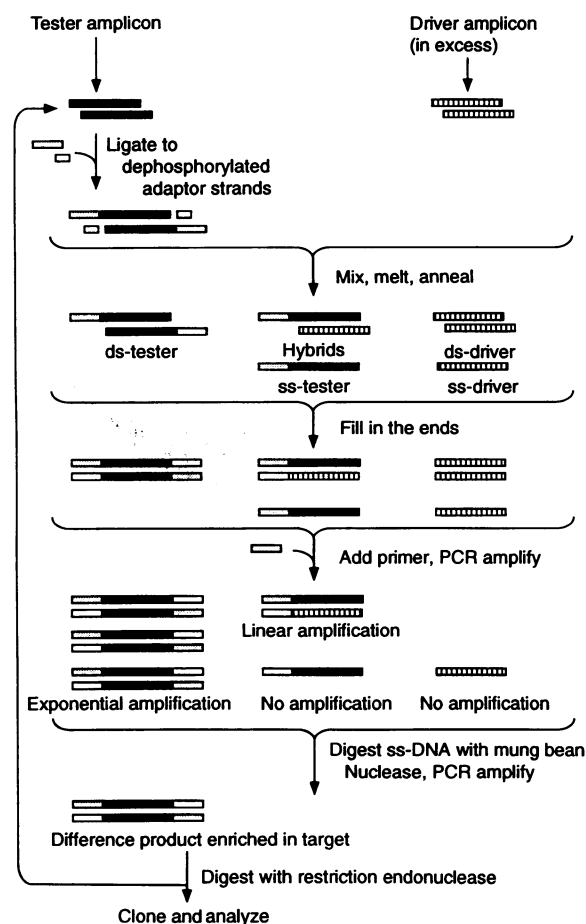 Tester amplicon
Driver amplicon
(in excess)
Ligate to
dephosphorylated
adaptor strands
Mix, melt, anneal
ds-tester
Hybrids
ds-driver
ss-tester
ss-driver
Fill in the ends
Add primer, PCR amplify
Linear amplification
Exponential amplification
No amplification
No amplification
Digest ss-DNA with mung bean
Nuclease, PCR amplify
Difference product enriched in target
Digest with restriction endonuclease
Clone and analyze